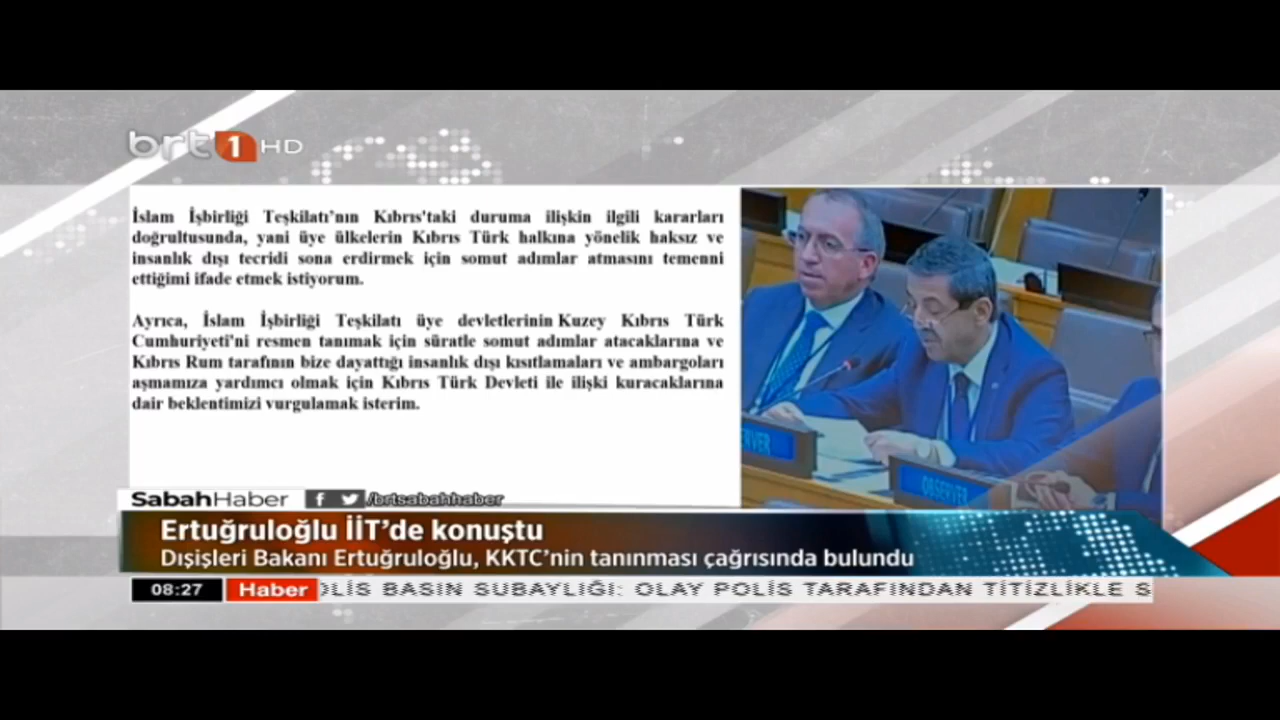 brt 1 HD
İslam İşbirliği Teşkilatı'nın Kıbrıs'taki duruma ilişkin ilgili kararları
doğrultusunda, yani üye ülkelerin Kıbrıs Türk halkına yönelik haksız ve
insanlık dışı tecridi sona erdirmek için somut adımlar atmasını temenni
ettiğimi ifade etmek istiyorum.
Ayrıca, İslam İşbirliği Teşkilatı üye devletlerinin Kuzey Kıbrıs Türk
Cumhuriyeti'ni resmen tanımak için süratle somut adımlar atacaklarına ve
Kıbrıs Rum tarafının bize dayattığı insanlık dışı kısıtlamaları ve ambargoları
aşmamıza yardımcı olmak için Kıbrıs Türk Devleti ile ilişki kuracaklarına
dair beklentimizi vurgulamak isterim.
OBSERVER
SabahHaber /brtsabahhaber
Ertuğruloğlu İİT'de konuştu
Dışişleri Bakanı Ertuğruloğlu, KKTC'nin tanınması çağrısında bulundu
08:27 Haber OLİS BASIN SUBAYLIĞI: OLAY POLİS TARAFINDAN TİTİZLİKLE